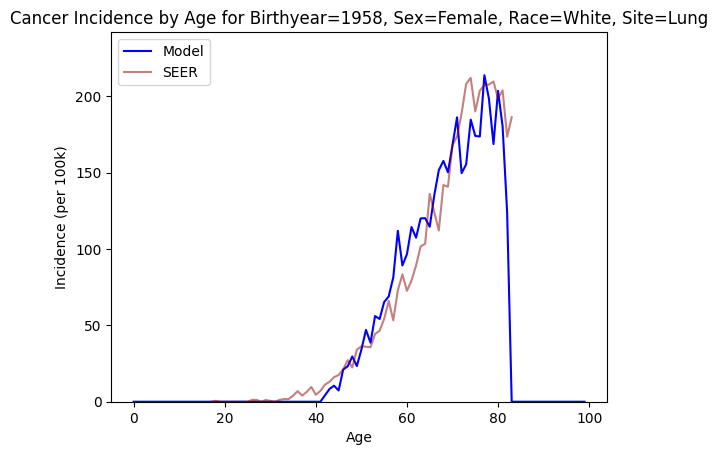 Cancer Incidence by Age for Birthyear=1958, Sex=Female, Race=White, Site=Lung
Model
SEER
200
150
100
50
0
Incidence (per 100k)
0 20 40 60 80 100
Age